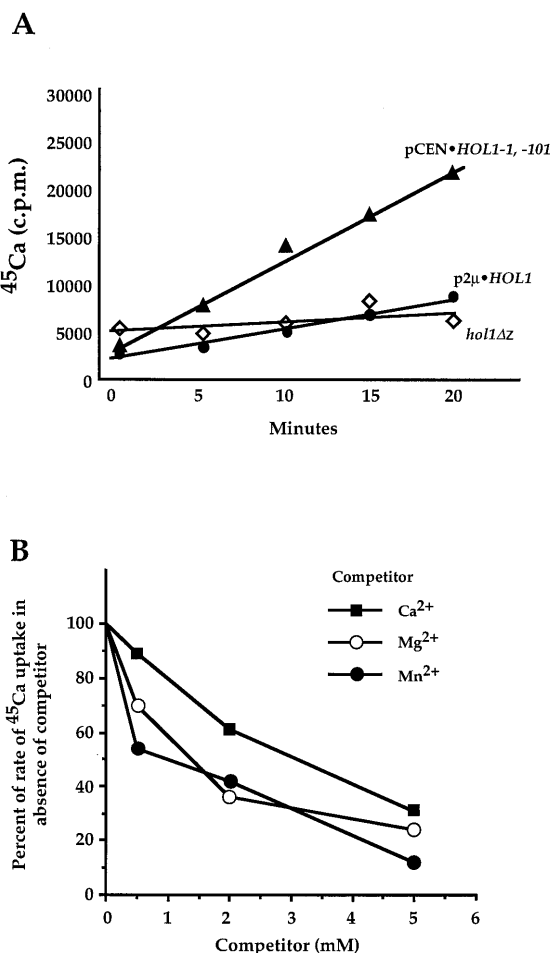 A
30000
25000
20000
15000
10000
5000
0
⁴⁵Ca (c.p.m.)
pCEN•HOL1-1, -101
p2µ•HOL1
hol1Δz
0 5 10 15 20
Minutes
B
Competitor
Ca²⁺
Mg²⁺
Mn²⁺
100
80
60
40
20
0
Percent of rate of ⁴⁵Ca uptake in
absence of competitor
0 1 2 3 4 5 6
Competitor (mM)